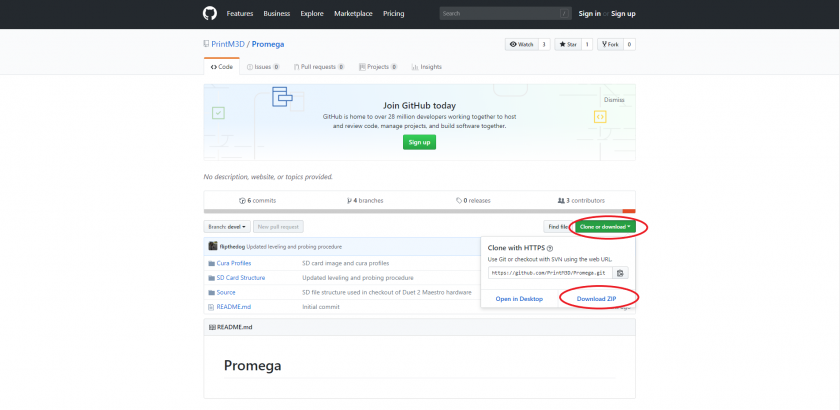 Features Business Explore Marketplace Pricing Search / Sign in or Sign up
PrintM3D / Promega
Watch 3 Star 1 Fork 0
Code Issues 0 Pull requests 0 Projects 0 Insights
Dismiss
Join GitHub today
GitHub is home to over 28 million developers working together to host
and review code, manage projects, and build software together.
Sign up
No description, website, or topics provided.
6 commits 4 branches 0 releases 3 contributors
Branch: devel New pull request Find file Clone or download
flipthedog Updated leveling and probing procedure
Cura Profiles SD card image and cura profiles
SD Card Structure Updated leveling and probing procedure
Source SD file structure used in checkout of Duet 2 Maestro hardware
README.md Initial commit
Clone with HTTPS
Use Git or checkout with SVN using the web URL.
https://github.com/PrintM3D/Promega.git
Open in Desktop Download ZIP
README.md
Promega